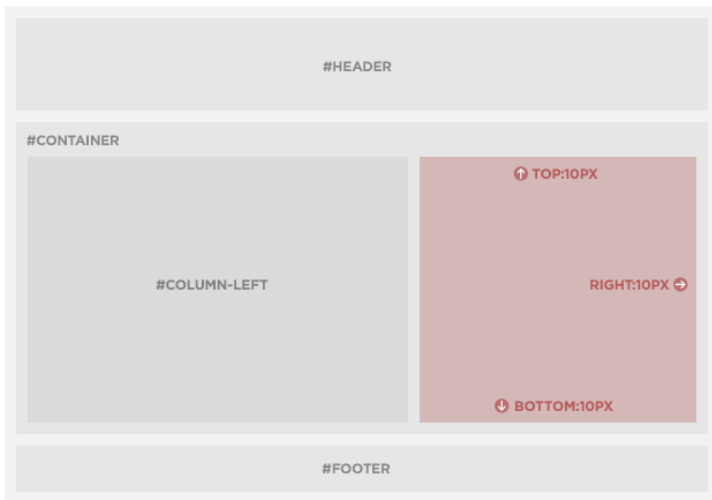 #HEADER
#CONTAINER
TOP:10PX
#COLUMN-LEFT
RIGHT:10PX
BOTTOM:10PX
#FOOTER